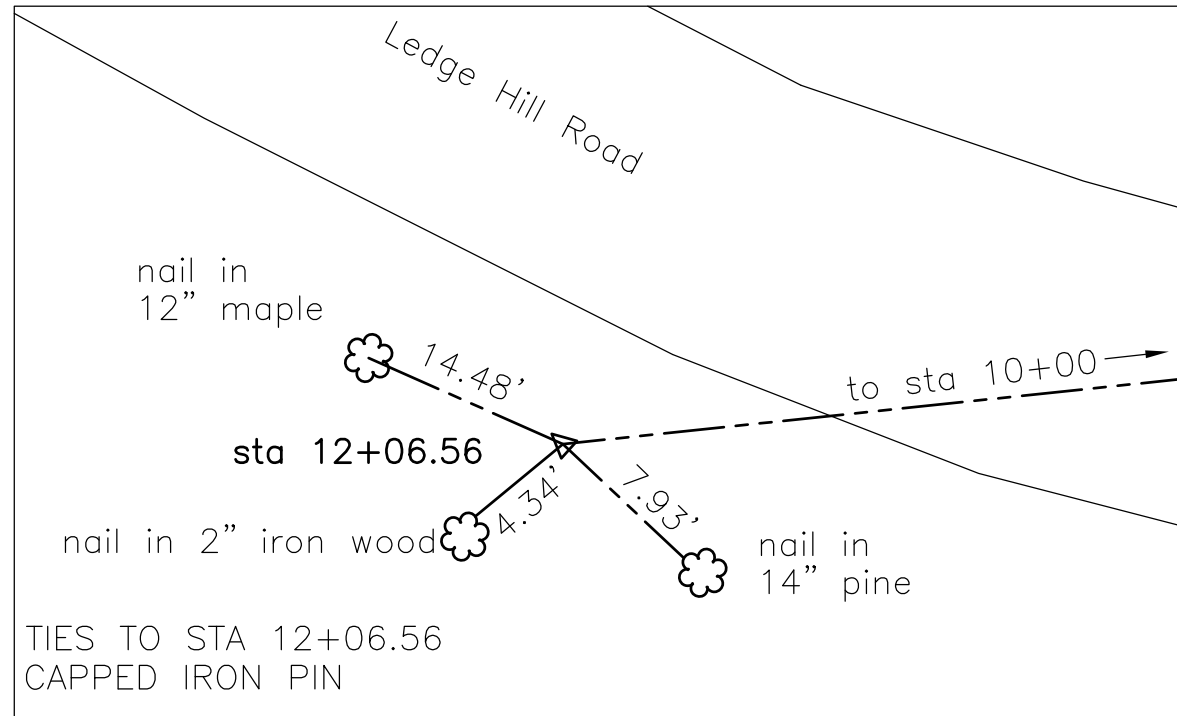 Ledge Hill Road
nail in
12” maple
14.48’
to sta 10+00
sta 12+06.56
4.34’
7.93’
nail in 2” iron wood
nail in
14” pine
TIES TO STA 12+06.56
CAPPED IRON PIN